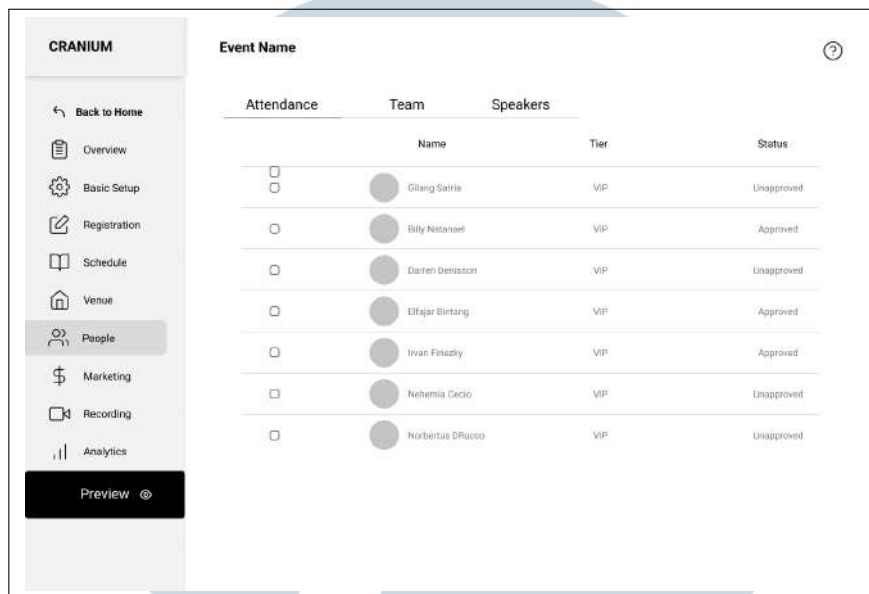 CRANIUM
Event Name
Back to Home
Overview
Basic Setup
Registration
Schedule
Venue
People
Marketing
Recording
Analytics
Preview
Attendance Team Speakers
Name Tier Status
Gilang Satria VIP Unapproved
Billy Natanael VIP Approved
Darren Denisson VIP Unapproved
Elfajar Bintang VIP Approved
Irvan Finezky VIP Approved
Nehemia Cecio VIP Unapproved
Norbertus DRucco VIP Unapproved